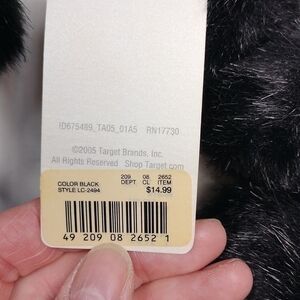 ID675489_TA05_01A5 RN17730
©2005 Target Brands, Inc.
All Rights Reserved Shop Target.com
209 08 2652
COLOR BLACK DEPT CL ITEM
STYLE LC-2494 $14.99
49 209 08 2652 1